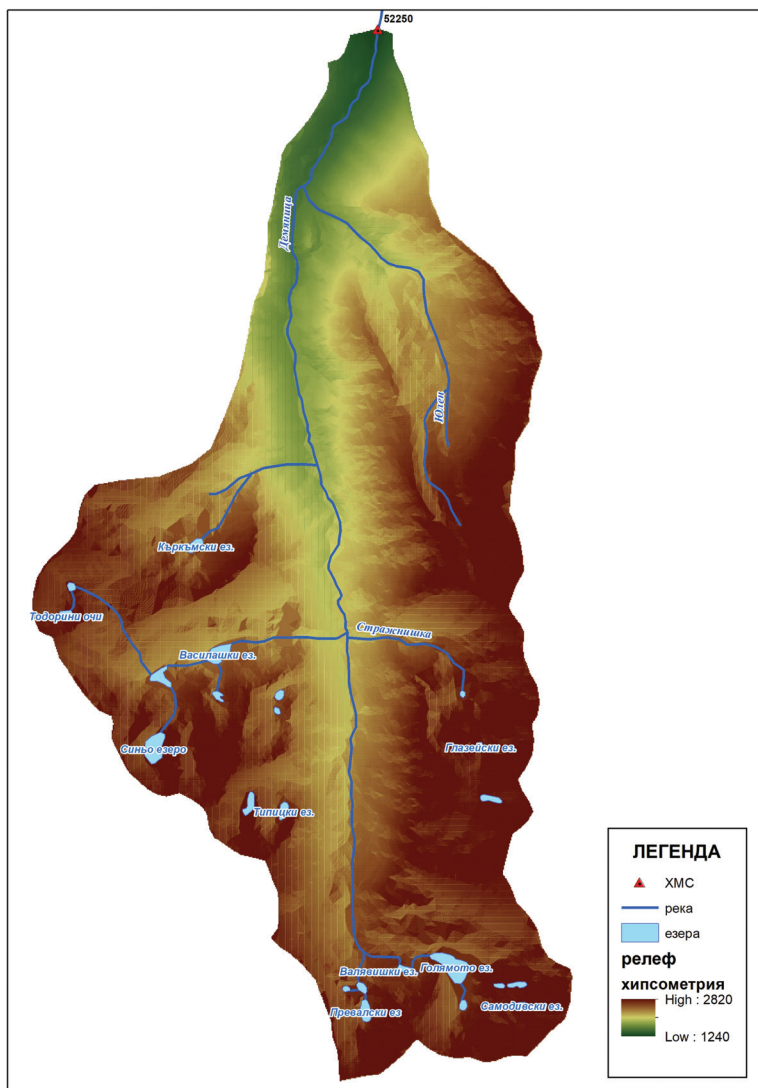 52250
Демяница
Юлен
Къркъмски ез.
Тодорини очи
Стражнишка
Василашки ез.
Синьо езеро
Глазейски ез.
Типицки ез.
Валявишки ез.
Голямото ез.
Превалски ез
Самодивски ез.
ЛЕГЕНДА
ХМС
река
езера
релеф
хипсометрия
High : 2820
Low : 1240